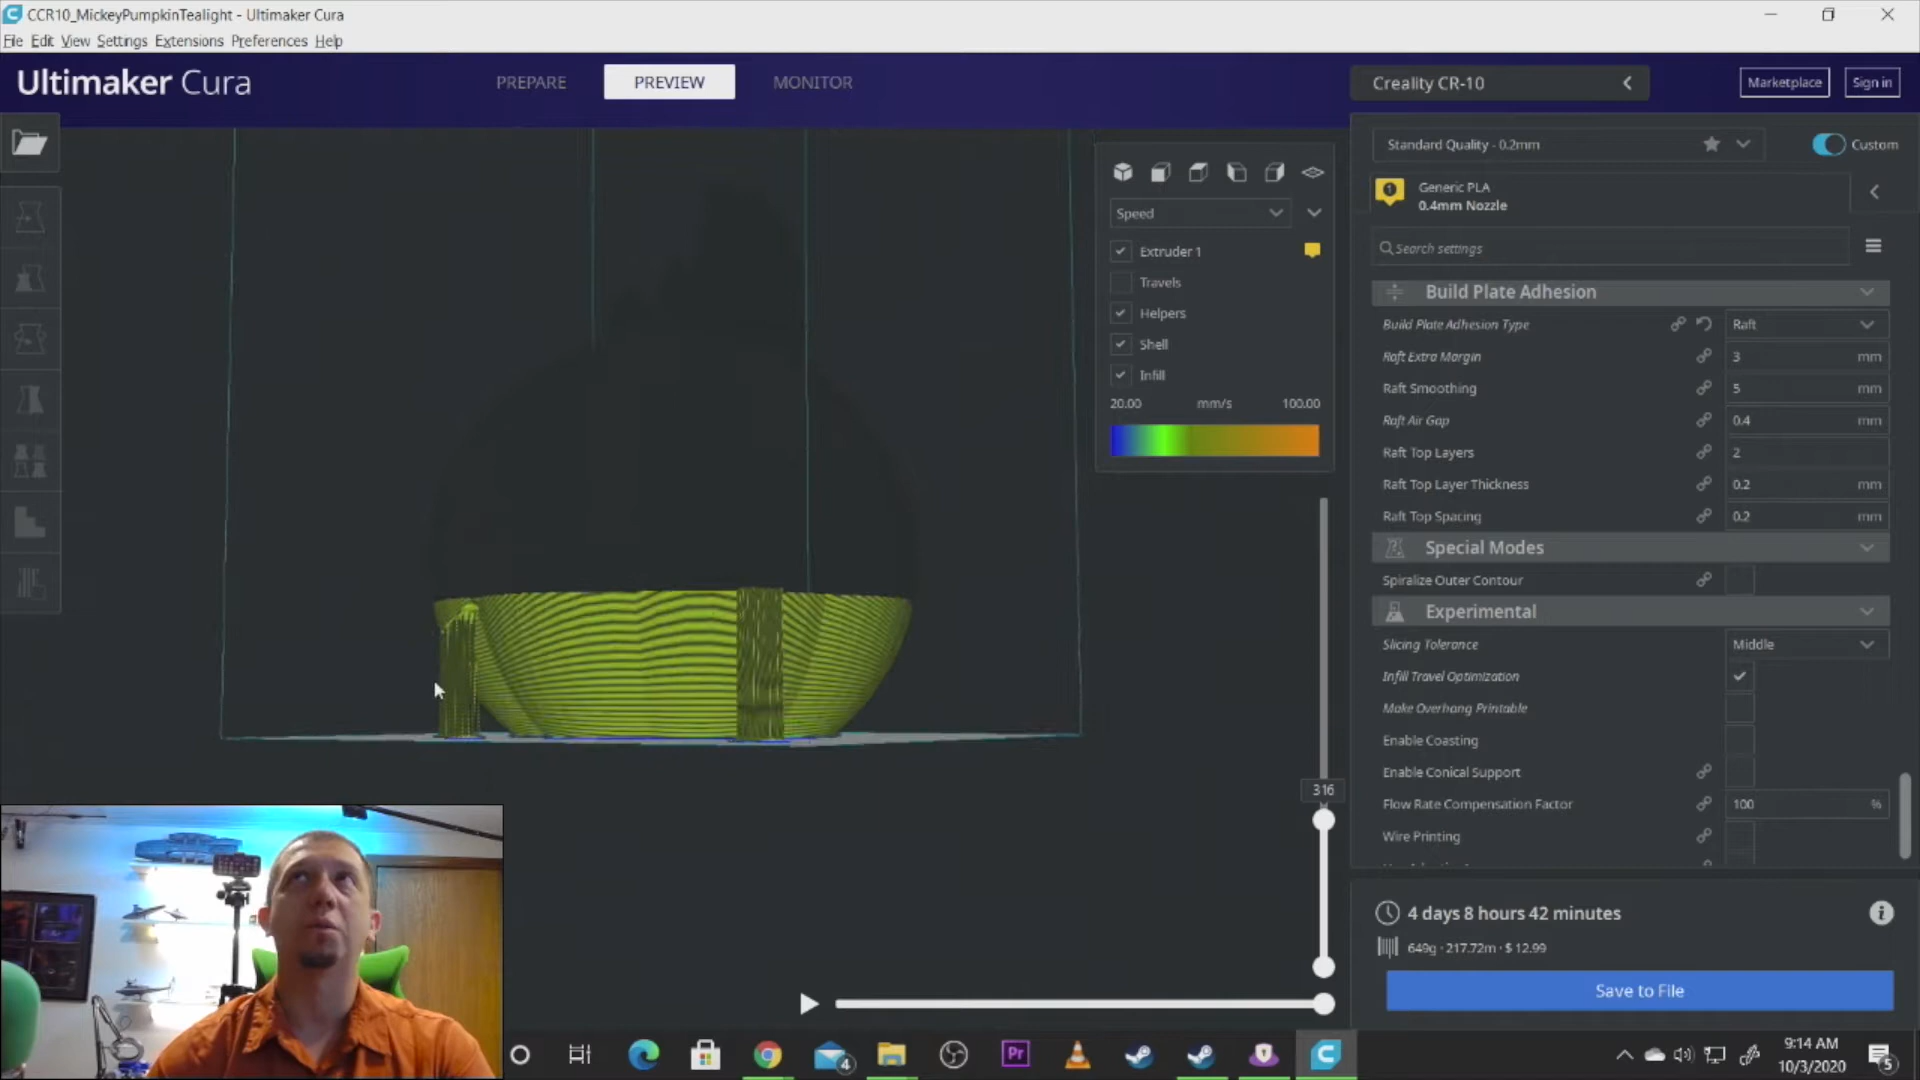 CCR10_MickeyPumpkinTealight - Ultimaker Cura
File Edit View Settings Extensions Preferences Help
Ultimaker Cura
PREPARE
PREVIEW
MONITOR
Creality CR-10
Marketplace
Sign in
Standard Quality - 0.2mm
Custom
1
Generic PLA
0.4mm Nozzle
Search settings
Speed
Extruder 1
Travels
Helpers
Shell
Infill
20.00 mm/s 100.00
Build Plate Adhesion
Build Plate Adhesion Type Raft
Raft Extra Margin 3 mm
Raft Smoothing 5 mm
Raft Air Gap 0.4 mm
Raft Top Layers 2
Raft Top Layer Thickness 0.2 mm
Raft Top Spacing 0.2 mm
Special Modes
Spiralize Outer Contour
Experimental
Slicing Tolerance Middle
Infill Travel Optimization
Make Overhang Printable
Enable Coasting
Enable Conical Support
Flow Rate Compensation Factor 100 %
Wire Printing
316
4 days 8 hours 42 minutes
649g · 217.72m · $ 12.99
Save to File
4
Pr
9:14 AM
10/3/2020
5